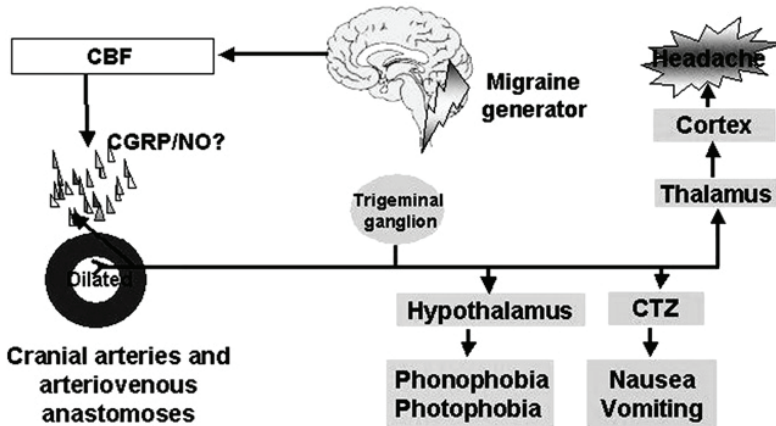 CBF
Migraine
generator
Headache
Cortex
Thalamus
CGRP/NO?
Trigeminal
ganglion
Dilated
Cranial arteries and
arteriovenous
anastomoses
Hypothalamus
Phonophobia
Photophobia
CTZ
Nausea
Vomiting